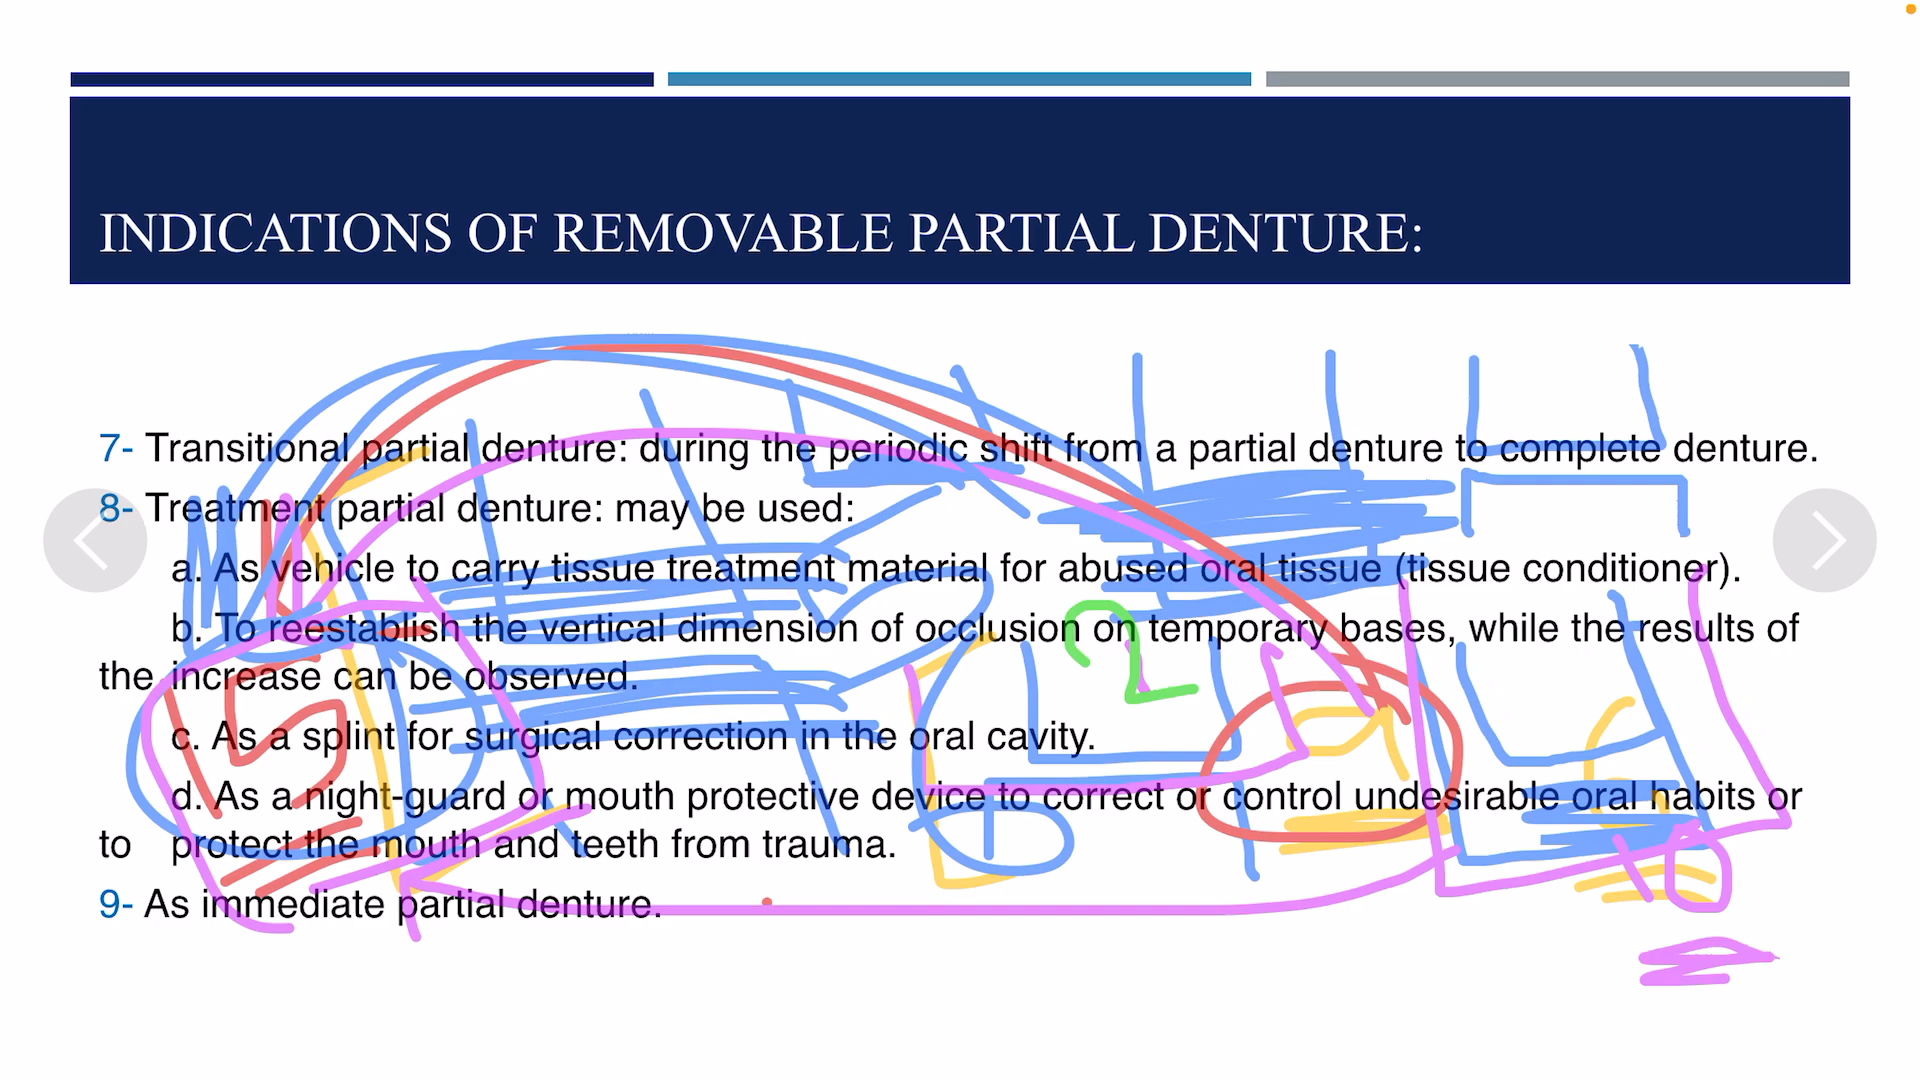 INDICATIONS OF REMOVABLE PARTIAL DENTURE:
7- Transitional partial denture: during the periodic shift from a partial denture to complete denture.
8- Treatment partial denture: may be used:
a. As vehicle to carry tissue treatment material for abused oral tissue (tissue conditioner).
b. To reestablish the vertical dimension of occlusion on temporary bases, while the results of
the increase can be observed.
c. As a splint for surgical correction in the oral cavity.
d. As a night-guard or mouth protective device to correct or control undesirable oral habits or
to protect the mouth and teeth from trauma.
9- As immediate partial denture.